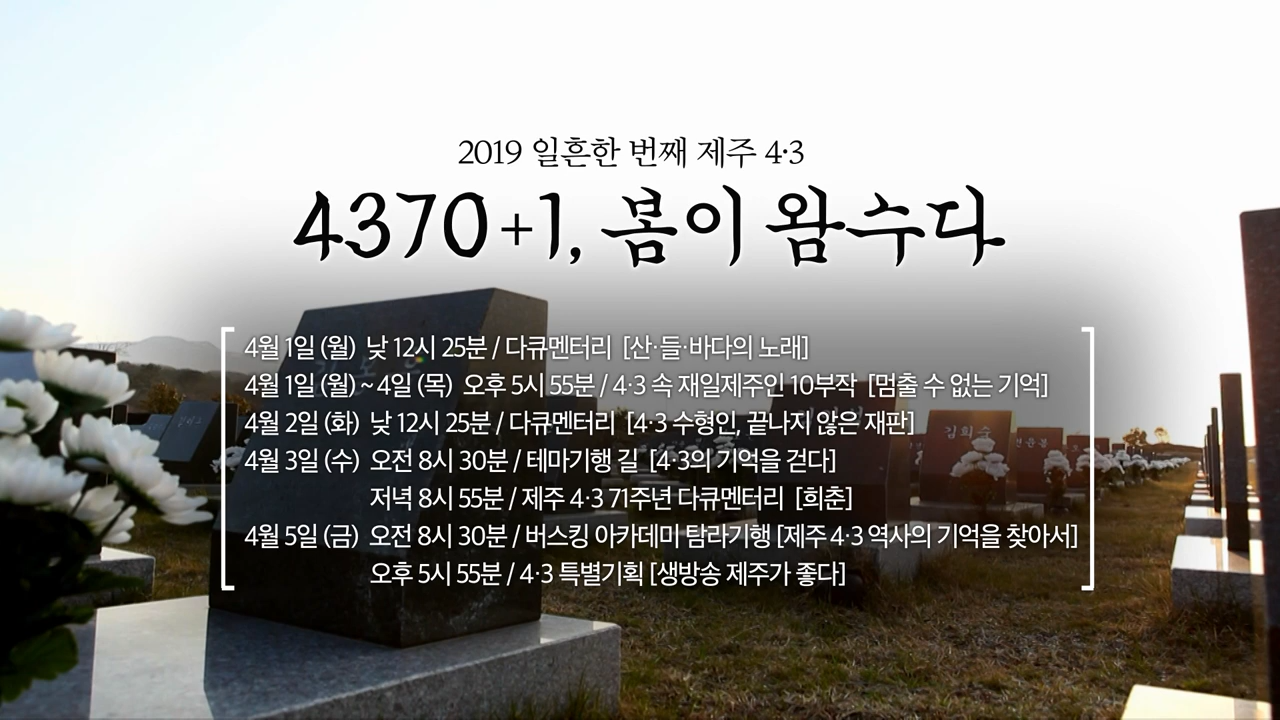 2019 일흔한 번째 제주 4·3
4370+1, 봄이 왐수다
4월 1일 (월) 낮 12시 25분 / 다큐멘터리 [산·들·바다의 노래]
4월 1일 (월) ~ 4일 (목) 오후 5시 55분 / 4·3 속 재일제주인 10부작 [멈출 수 없는 기억]
4월 2일 (화) 낮 12시 25분 / 다큐멘터리 [4·3 수형인, 끝나지 않은 재판]
4월 3일 (수) 오전 8시 30분 / 테마기행 길 [4·3의 기억을 걷다]
저녁 8시 55분 / 제주 4·3 71주년 다큐멘터리 [희춘]
4월 5일 (금) 오전 8시 30분 / 버스킹 아카데미 탐라기행 [제주 4·3 역사의 기억을 찾아서]
오후 5시 55분 / 4·3 특별기획 [생방송 제주가 좋다]
김희수